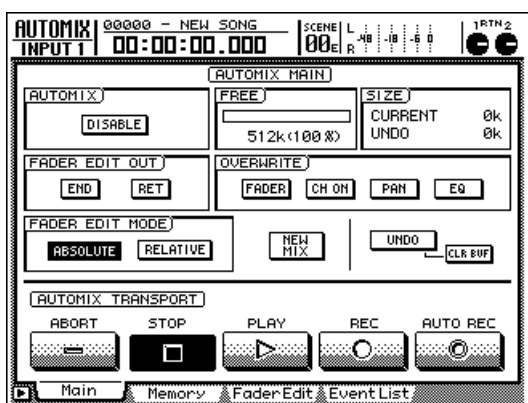 AUTOMIX 00000 - NEW SONG SCENE L 1RTN2
INPUT 1 00:00:00.000 00E R -48 -18 -6 0
AUTOMIX MAIN
AUTOMIX FREE SIZE
DISABLE 512k(100%) CURRENT 0k
UNDO 0k
FADER EDIT OUT OVERWRITE
END RET FADER CH ON PAN EQ
FADER EDIT MODE
ABSOLUTE RELATIVE NEW MIX UNDO CLR BUF
AUTOMIX TRANSPORT
ABORT STOP PLAY REC AUTO REC
Main Memory Fader Edit Event List